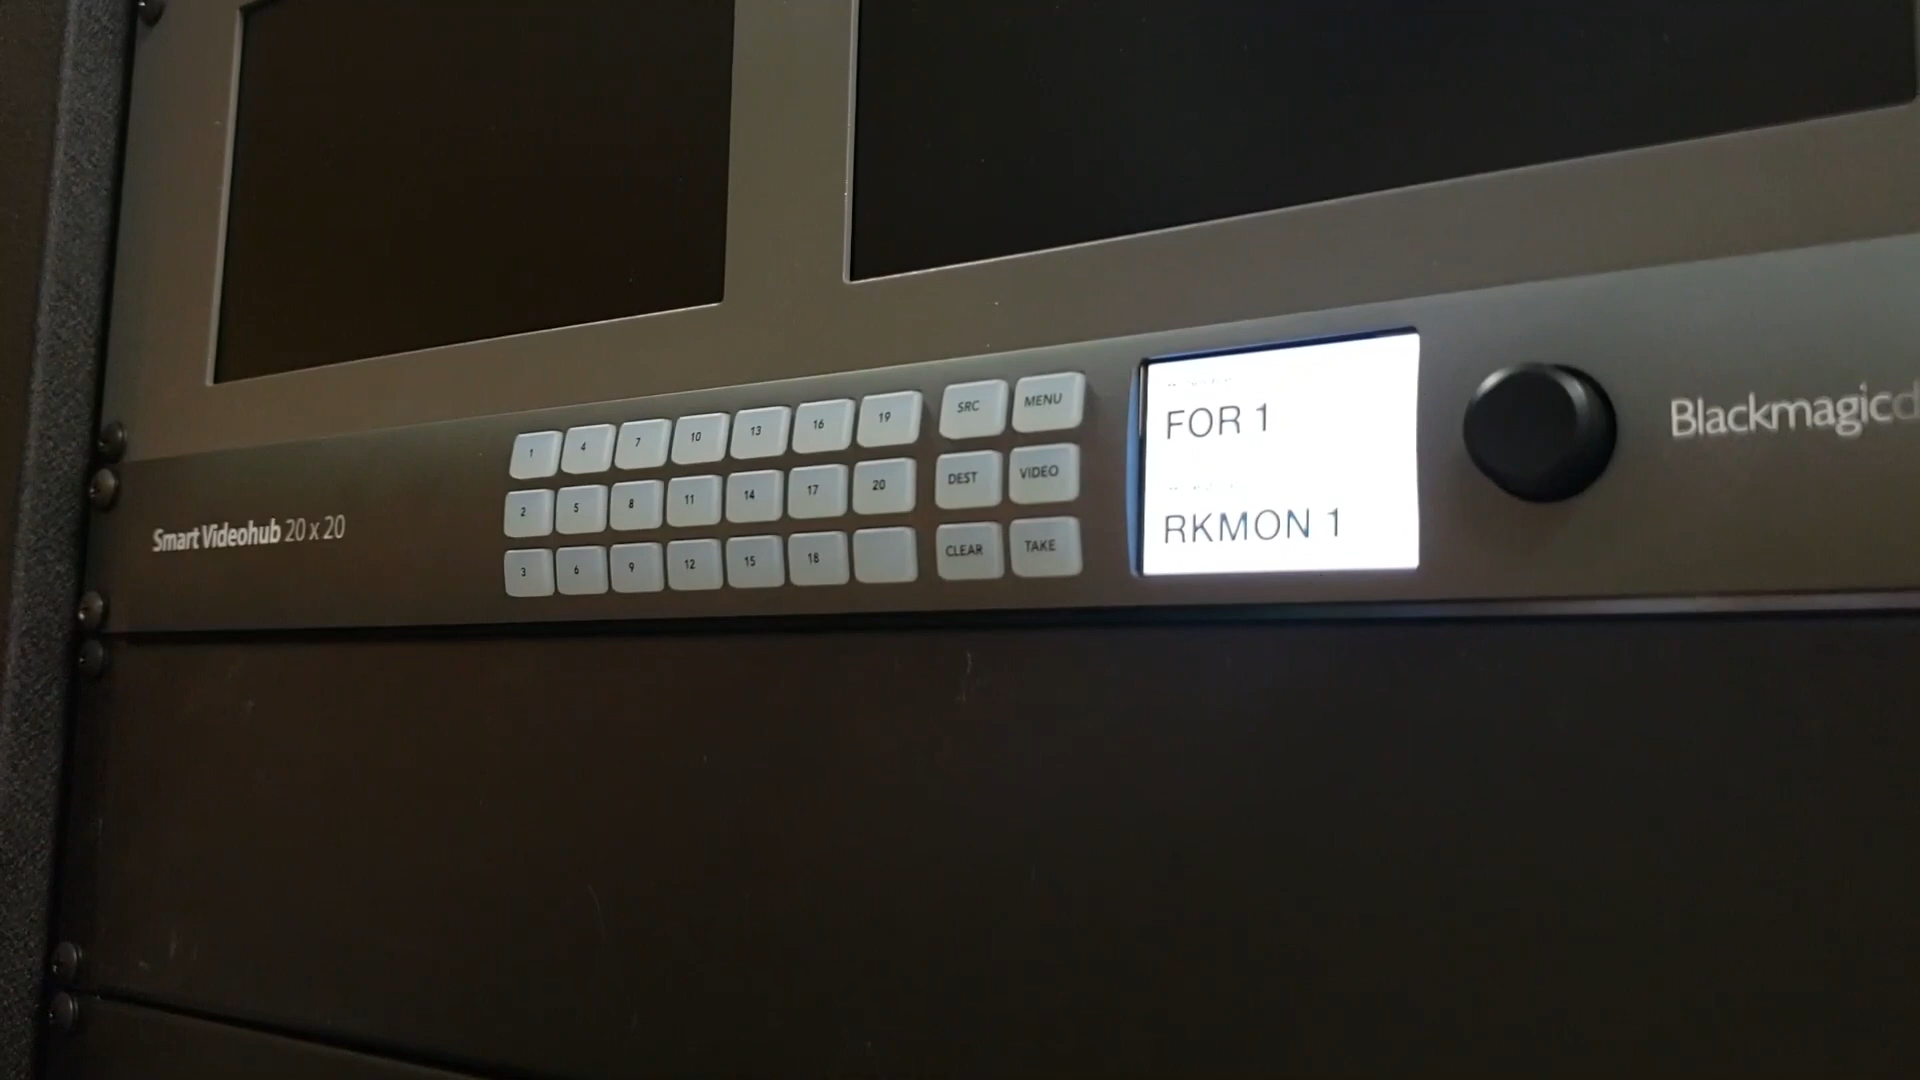 Smart Videohub 20 x 20
1 4 7 10 13 16 19
2 5 8 11 14 17 20
3 6 9 12 15 18
SRC MENU
DEST VIDEO
CLEAR TAKE
FOR 1
RKMON 1
Blackmagicd